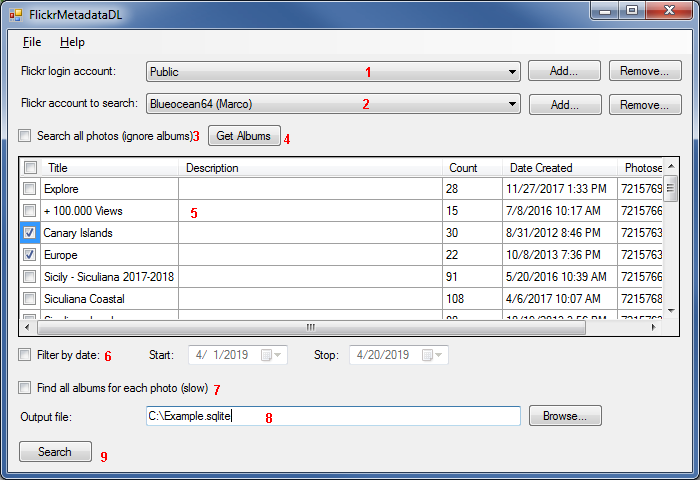 FlickrMetadataDL
File Help
Flickr login account: Public 1 Add... Remove...
Flickr account to search: Blueocean64 (Marco) 2 Add... Remove...
Search all photos (ignore albums) 3 Get Albums 4
Title Description Count Date Created Photose
Explore 28 11/27/2017 1:33 PM 7215769
+ 100.000 Views 5 15 7/8/2016 10:17 AM 7215766
Canary Islands 30 8/31/2012 8:46 PM 7215763
Europe 22 10/8/2013 7:36 PM 7215763
Sicily - Siculiana 2017-2018 91 5/20/2016 10:39 AM 7215766
Siculiana Coastal 108 4/6/2017 10:07 AM 7215768
Filter by date: 6 Start: 4/ 1/2019 Stop: 4/20/2019
Find all albums for each photo (slow) 7
Output file: C:\Example.sqlite 8 Browse...
Search 9